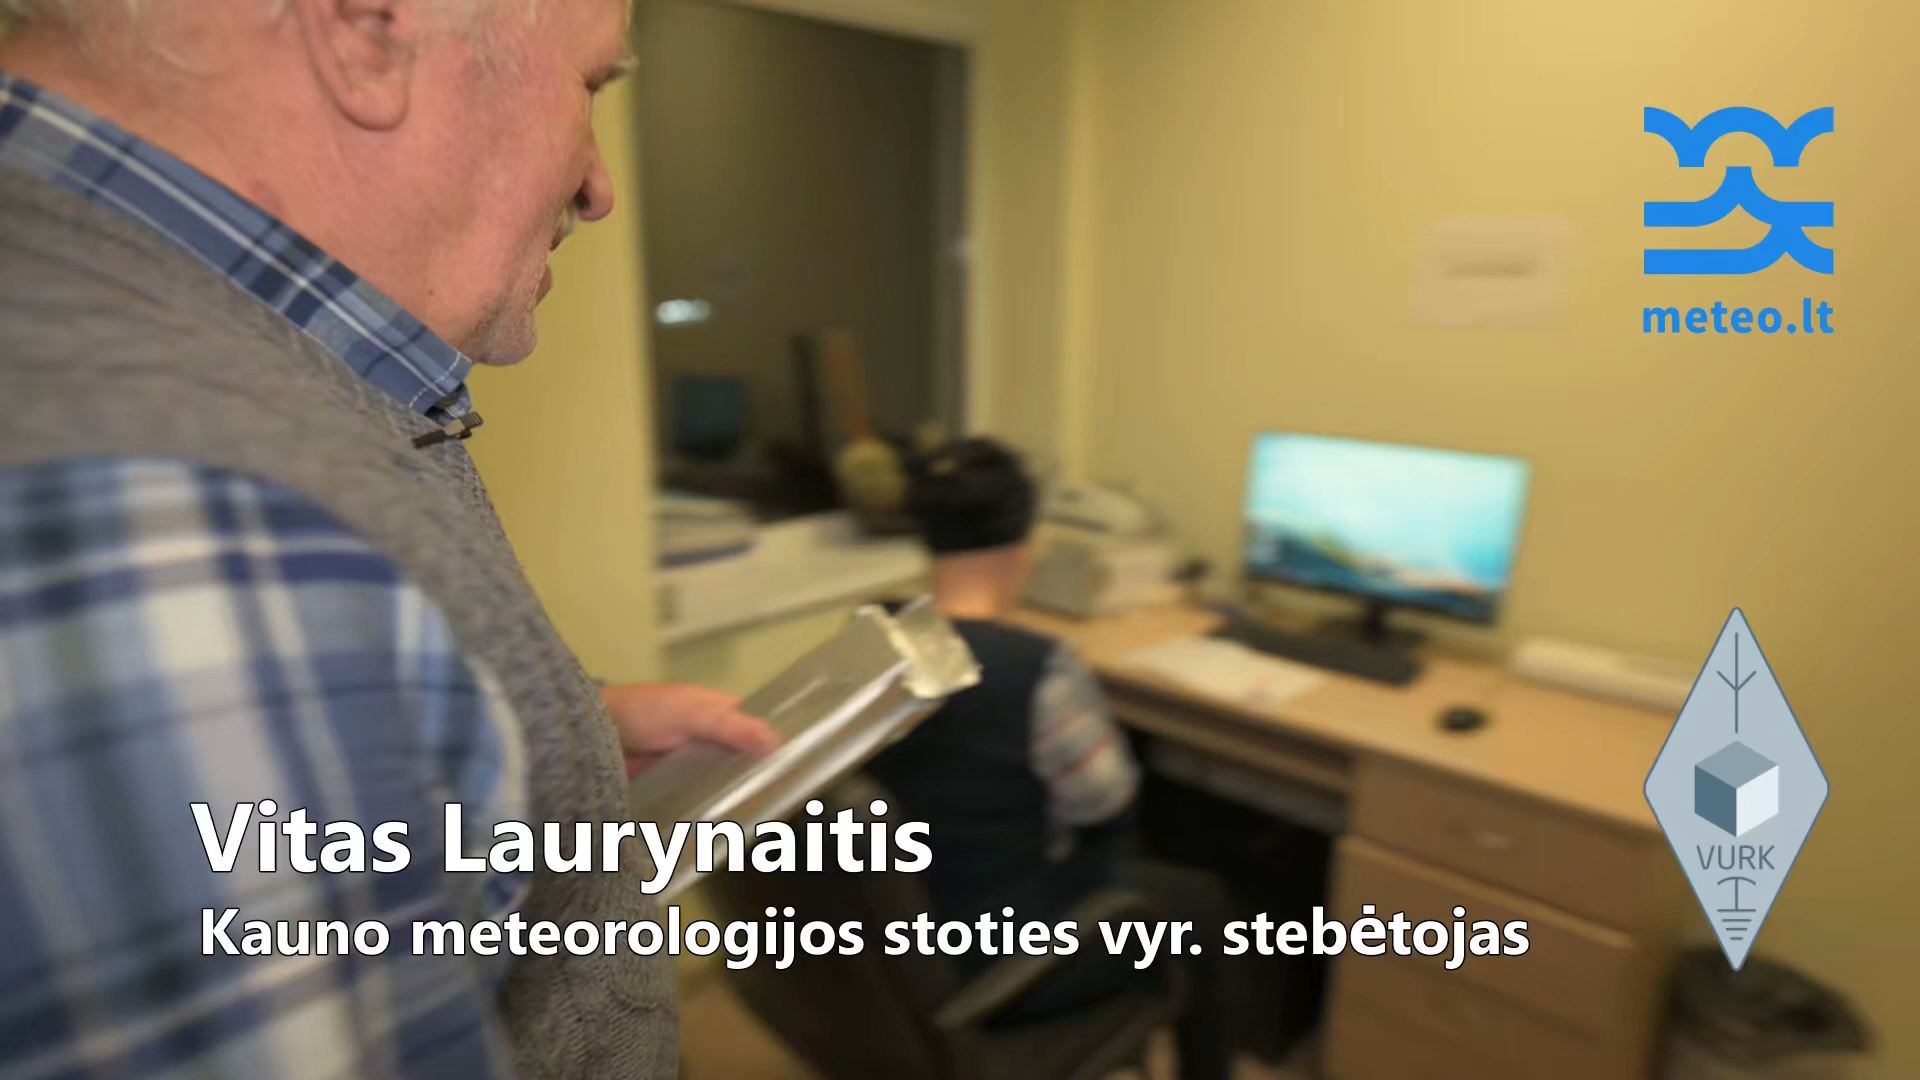 meteo.lt
VURK
Vitas Laurynaitis
Kauno meteorologijos stoties vyr. stebėtojas